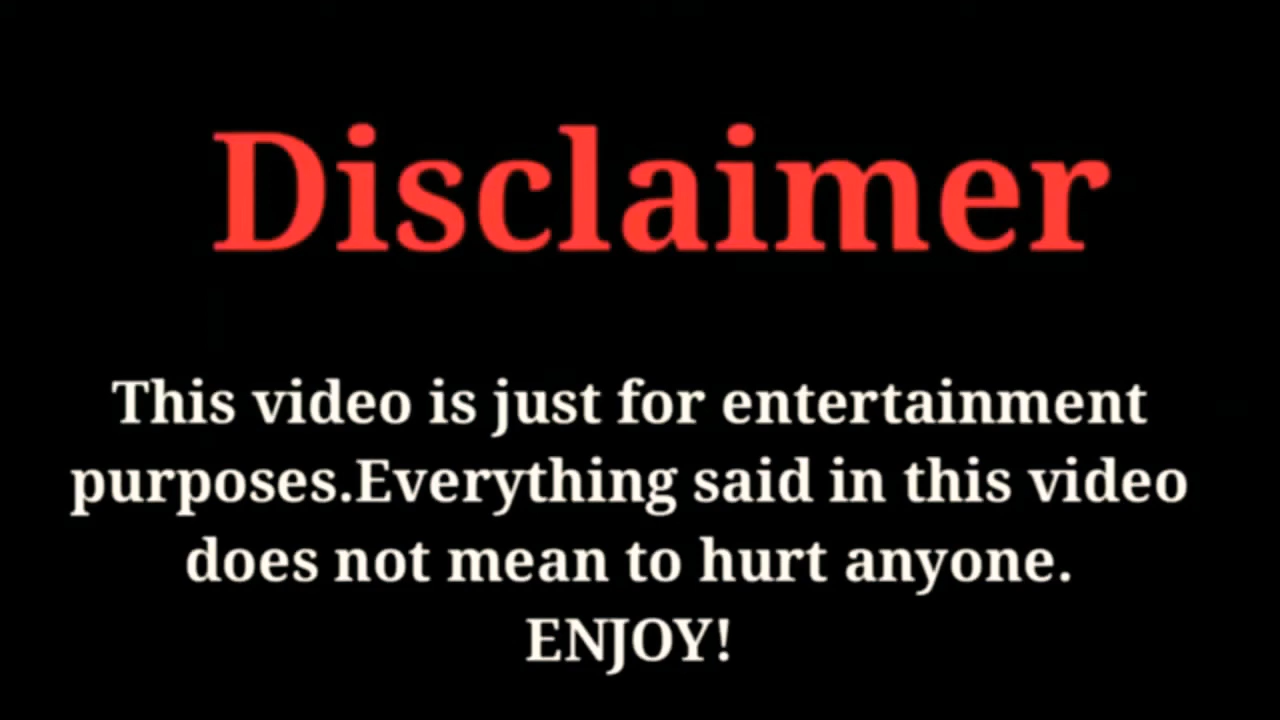 Disclaimer
This video is just for entertainment
purposes.Everything said in this video
does not mean to hurt anyone.
ENJOY!